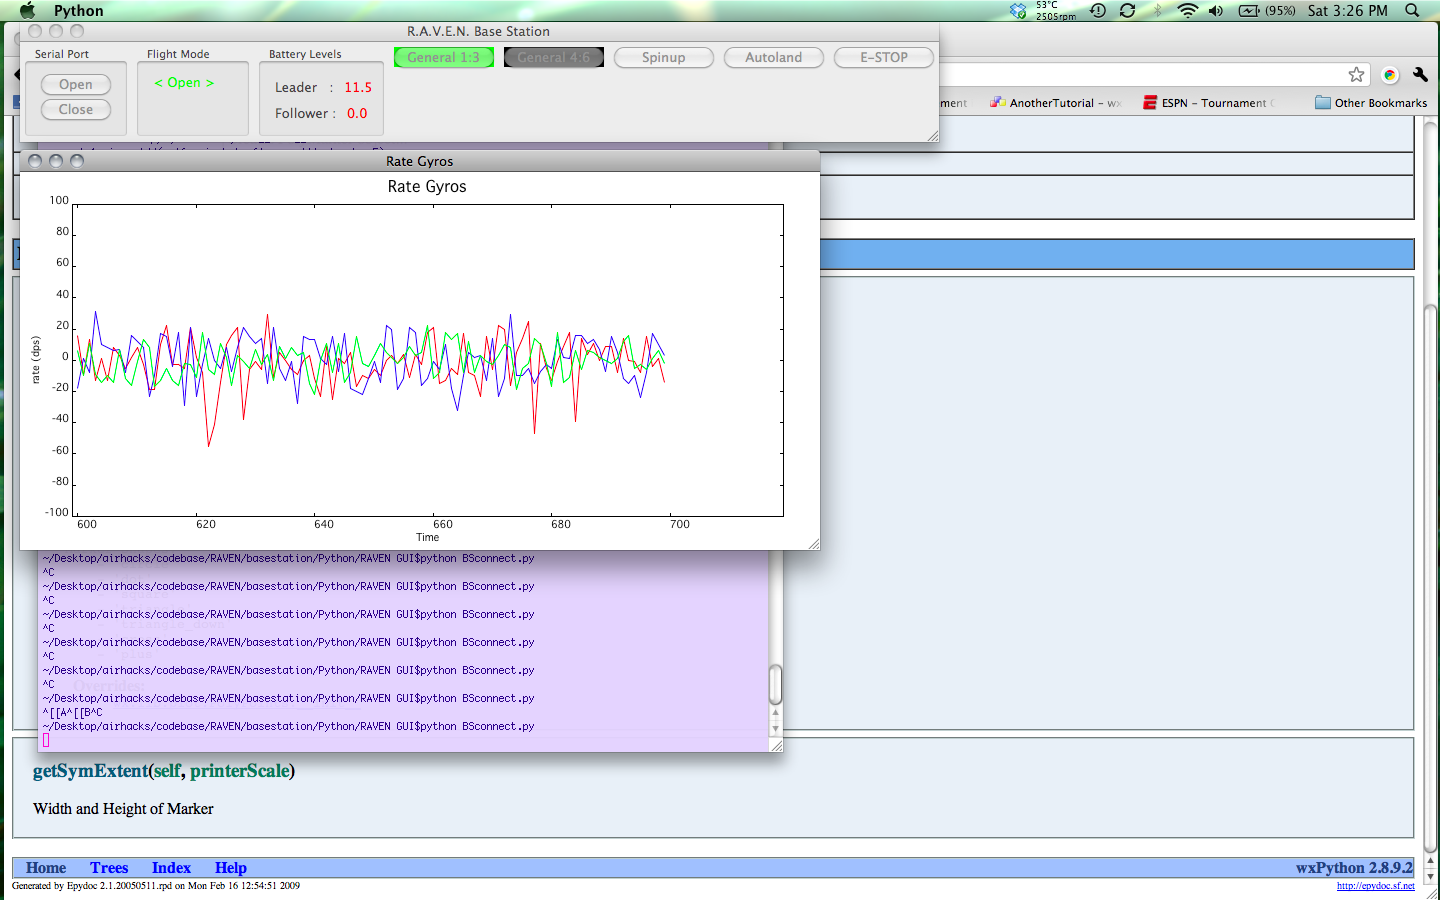 Python
53°C
2505rpm
(95%)
Sat 3:26 PM
R.A.V.E.N. Base Station
Serial Port
Flight Mode
Battery Levels
General 1:3
General 4:6
Spinup
Autoland
E-STOP
Open
< Open >
Leader : 11.5
Close
Follower : 0.0
ment
AnotherTutorial - wx
ESPN - Tournament
Other Bookmarks
Rate Gyros
Rate Gyros
100
80
60
40
20
0
-20
-40
-60
-80
-100
rate (dps)
600
620
640
660
680
700
Time
~/Desktop/airhacks/codebase/RAVEN/basestation/Python/RAVEN GUI$python BSconnect.py
^C
~/Desktop/airhacks/codebase/RAVEN/basestation/Python/RAVEN GUI$python BSconnect.py
^C
~/Desktop/airhacks/codebase/RAVEN/basestation/Python/RAVEN GUI$python BSconnect.py
^C
~/Desktop/airhacks/codebase/RAVEN/basestation/Python/RAVEN GUI$python BSconnect.py
^C
~/Desktop/airhacks/codebase/RAVEN/basestation/Python/RAVEN GUI$python BSconnect.py
^C
~/Desktop/airhacks/codebase/RAVEN/basestation/Python/RAVEN GUI$python BSconnect.py
^[[A^[[B^C
~/Desktop/airhacks/codebase/RAVEN/basestation/Python/RAVEN GUI$python BSconnect.py
getSymExtent(self, printerScale)
Width and Height of Marker
Home Trees Index Help
wxPython 2.8.9.2
Generated by Epydoc 2.1.20050511.rpd on Mon Feb 16 12:54:51 2009
http://epydoc.sf.net